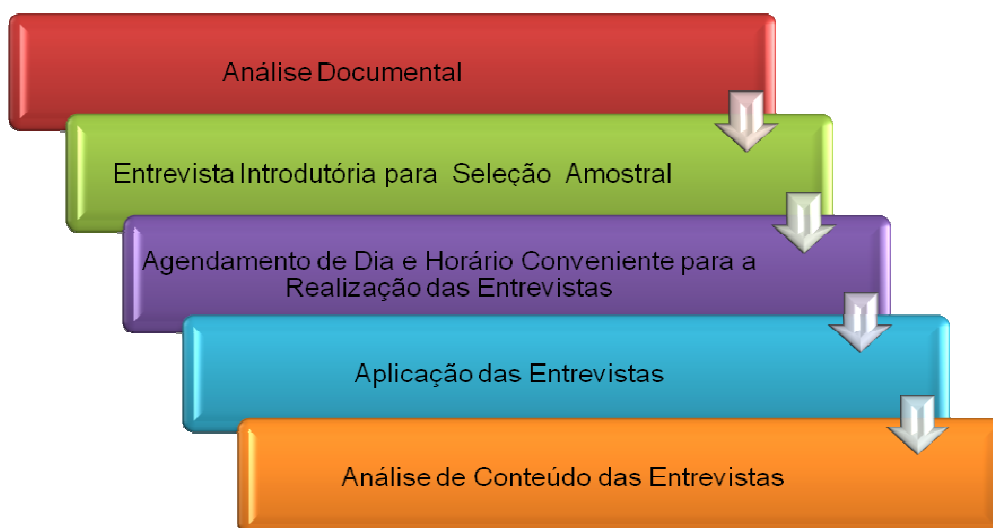 Análise Documental
Entrevista Introdutória para Seleção Amostral
Agendamento de Dia e Horário Conveniente para a
Realização das Entrevistas
Aplicação das Entrevistas
Análise de Conteúdo das Entrevistas